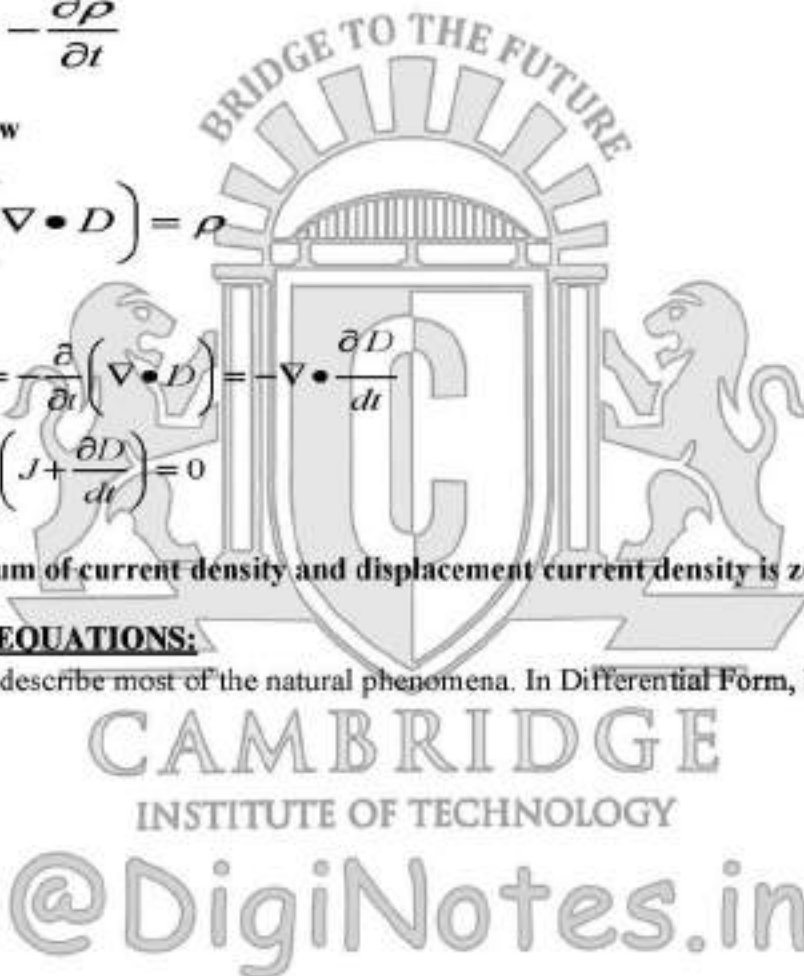 − ∂ρ/∂t
BRIDGE TO THE FUTURE
w
(∇ • D) = ρ
= −∂/∂t (∇ • D) = −∇ • ∂D/dt
(J + ∂D/dt) = 0
um of current density and displacement current density is z
EQUATIONS:
describe most of the natural phenomena. In Differential Form,
C
CAMBRIDGE
INSTITUTE OF TECHNOLOGY
@DigiNotes.in